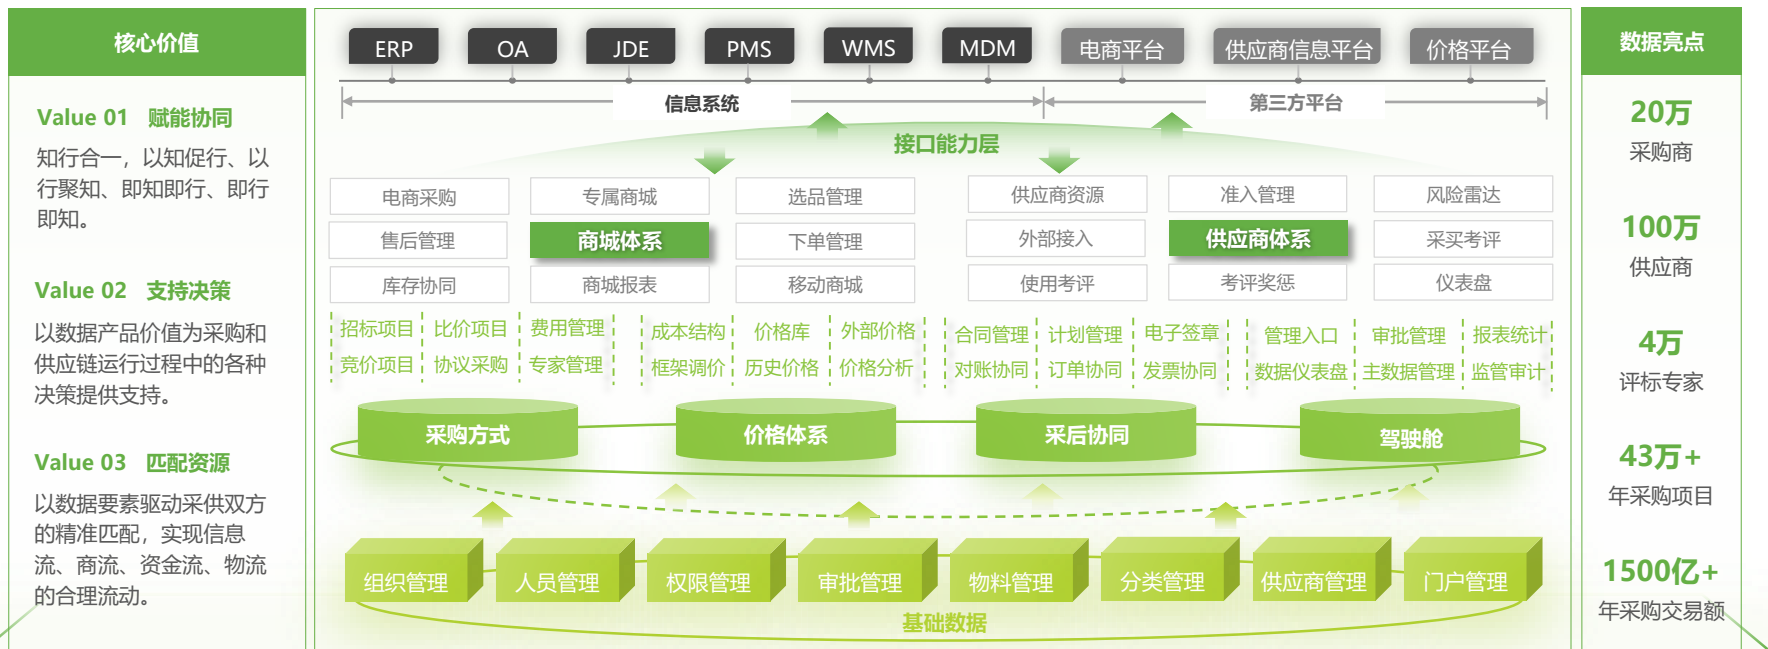 核心价值
Value 01 赋能协同
知行合一，以知促行、以
行聚知、即知即行、即行
即知。
Value 02 支持决策
以数据产品价值为采购和
供应链运行过程中的各种
决策提供支持。
Value 03 匹配资源
以数据要素驱动采供双方
的精准匹配，实现信息
流、商流、资金流、物流
的合理流动。
ERP OA JDE PMS WMS MDM 电商平台 供应商信息平台 价格平台
信息系统 第三方平台
接口能力层
电商采购 专属商城 选品管理 供应商资源 准入管理 风险雷达
售后管理 商城体系 下单管理 外部接入 供应商体系 采买考评
库存协同 商城报表 移动商城 使用考评 考评奖惩 仪表盘
招标项目 比价项目 费用管理 成本结构 价格库 外部价格 合同管理 计划管理 电子签章 管理入口 审批管理 报表统计
竞价项目 协议采购 专家管理 框架调价 历史价格 价格分析 对账协同 订单协同 发票协同 数据仪表盘 主数据管理 监管审计
采购方式 价格体系 采后协同 驾驶舱
组织管理 人员管理 权限管理 审批管理 物料管理 分类管理 供应商管理 门户管理
基础数据
数据亮点
20万
采购商
100万
供应商
4万
评标专家
43万+
年采购项目
1500亿+
年采购交易额